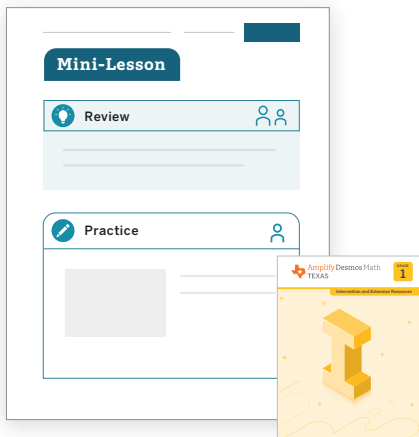 Mini-Lesson
Review
Practice
Amplify Desmos Math
TEXAS
GRADE
1
Intervention and Extension Resources